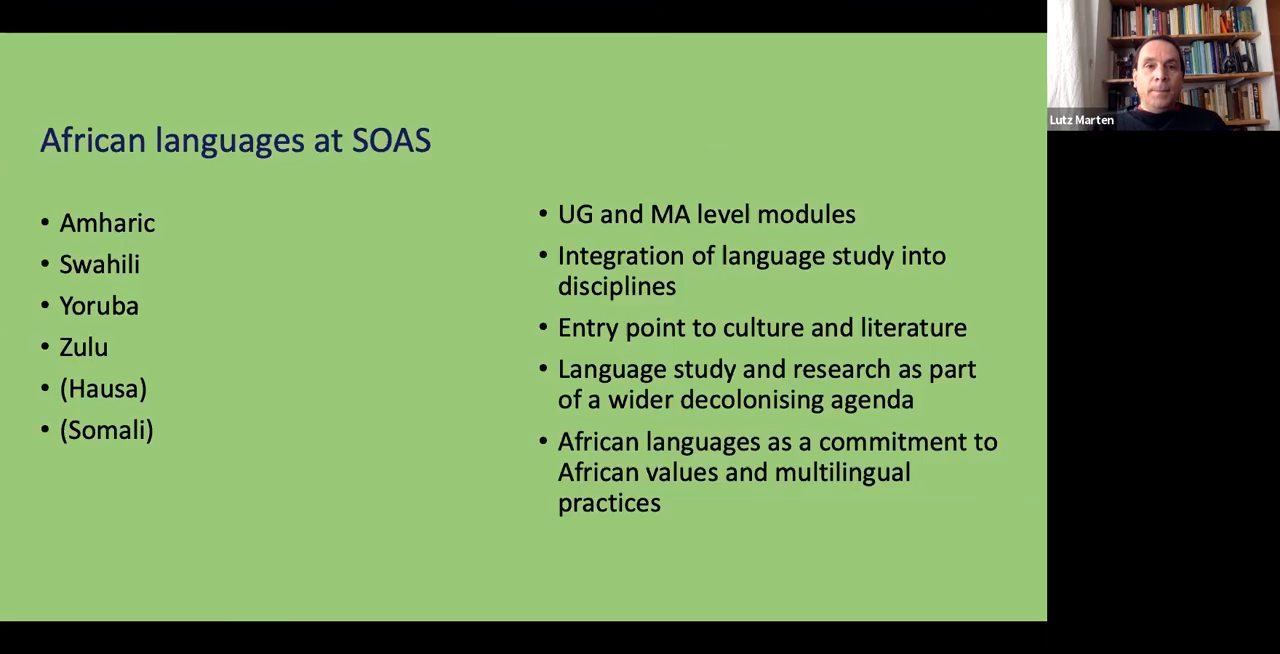 African languages at SOAS
• Amharic
• Swahili
• Yoruba
• Zulu
• (Hausa)
• (Somali)
• UG and MA level modules
• Integration of language study into
disciplines
• Entry point to culture and literature
• Language study and research as part
of a wider decolonising agenda
• African languages as a commitment to
African values and multilingual
practices
Lutz Marten